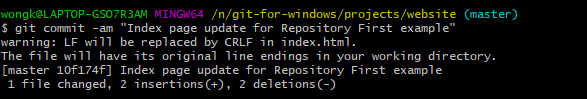 wongk@LAPTOP-GSO7R3AM MINGW64 /n/git-for-windows/projects/website (master)
$ git commit -am "Index page update for Repository First example"
warning: LF will be replaced by CRLF in index.html.
The file will have its original line endings in your working directory.
[master 10f174f] Index page update for Repository First example
 1 file changed, 2 insertions(+), 2 deletions(-)